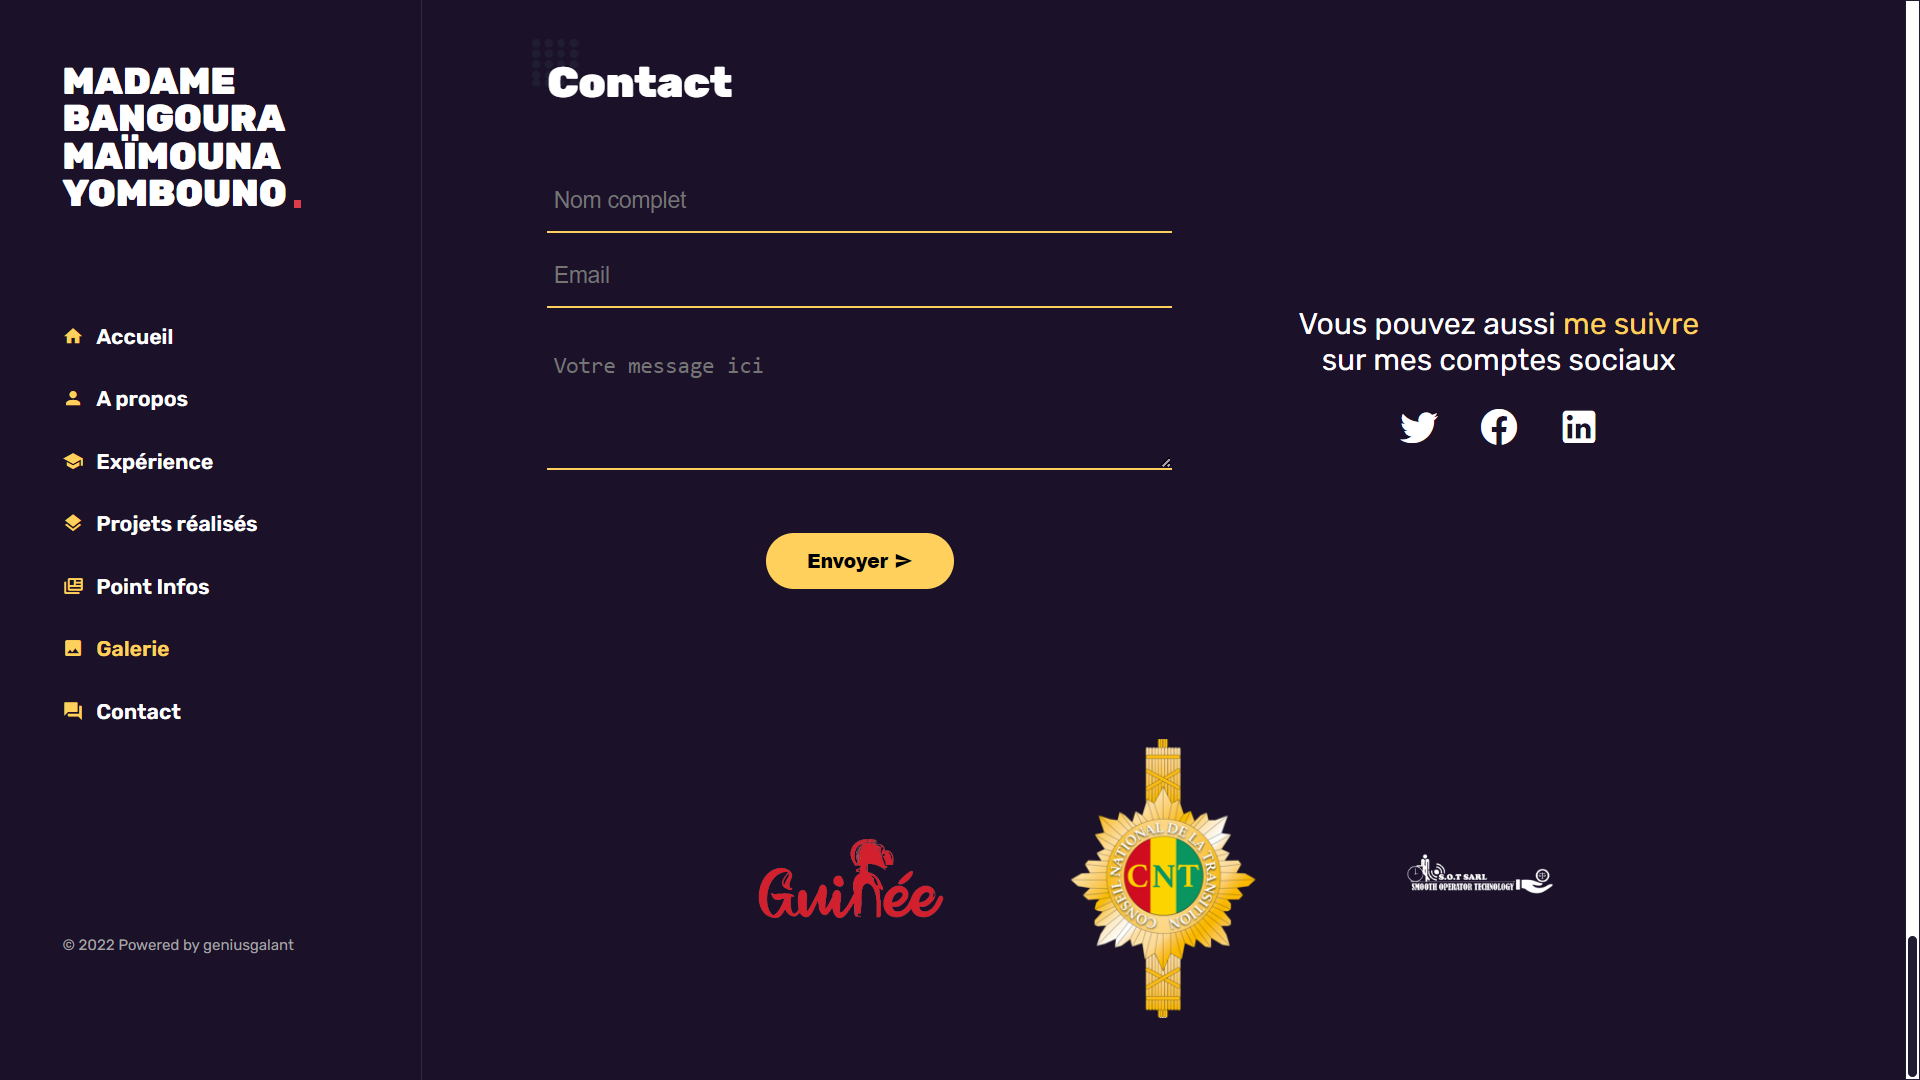 MADAME
BANGOURA
MAÏMOUNA
YOMBOUNO.
Accueil
A propos
Expérience
Projets réalisés
Point Infos
Galerie
Contact
© 2022 Powered by geniusgalant
Contact
Nom complet
Email
Votre message ici
Envoyer
Vous pouvez aussi me suivre
sur mes comptes sociaux
Guinée
CONSEIL NATIONAL DE LA TRANSITION
CNT
S.O.T SARL
SMOOTH OPERATOR TECHNOLOGY